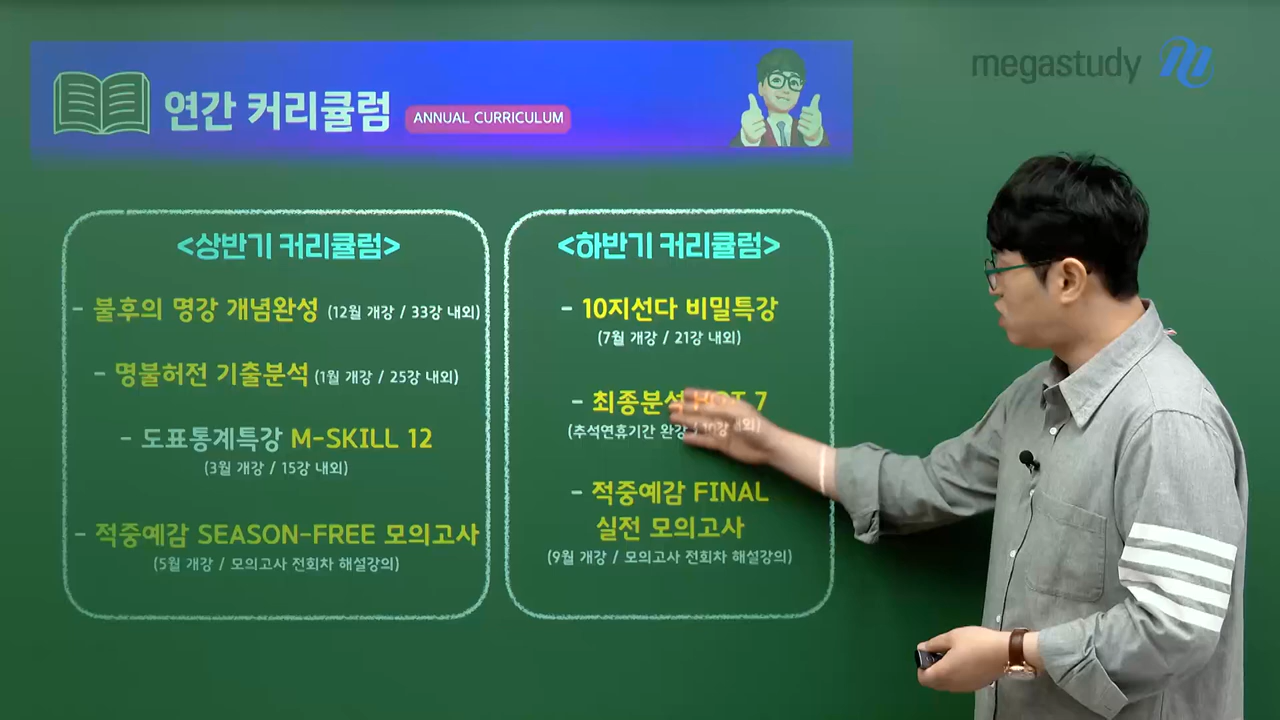 연간 커리큘럼
ANNUAL CURRICULUM
megastudy
<상반기 커리큘럼>
- 불후의 명강 개념완성 (12월 개강 / 33강 내외)
- 명불허전 기출분석 (1월 개강 / 25강 내외)
- 도표통계특강 M-SKILL 12
(3월 개강 / 15강 내외)
- 적중예감 SEASON-FREE 모의고사
(5월 개강 / 모의고사 전회차 해설강의)
<하반기 커리큘럼>
- 10지선다 비밀특강
(7월 개강 / 21강 내외)
- 최종분석 HOT 7
(추석연휴기간 완강 / 10강 내외)
- 적중예감 FINAL
실전 모의고사
(9월 개강 / 모의고사 전회차 해설강의)